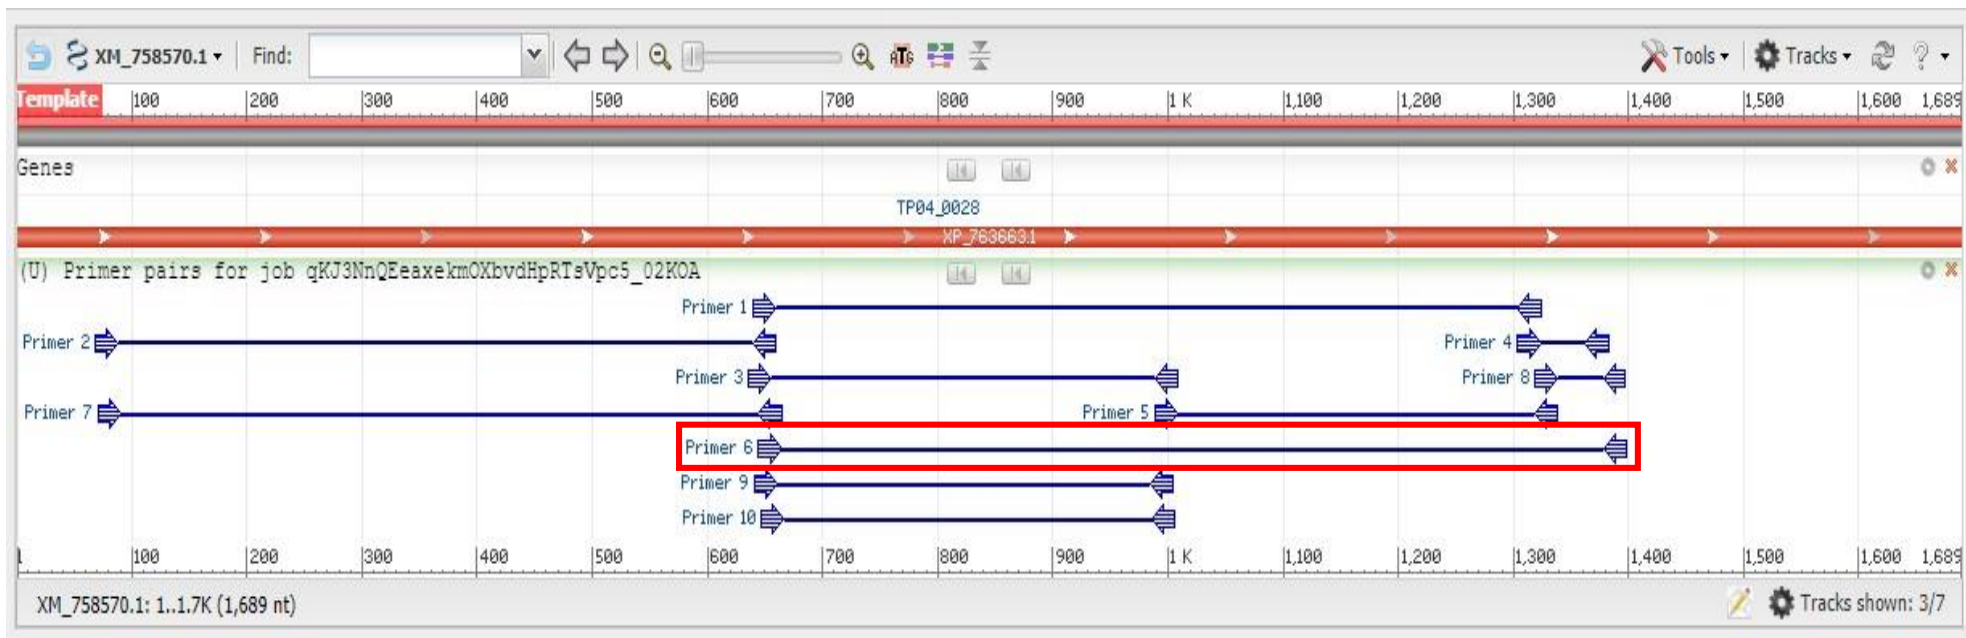 XM_758570.1 Find: ATG Tools Tracks ?
Template 100 200 300 400 500 600 700 800 900 1 K 1,100 1,200 1,300 1,400 1,500 1,600 1,689
Genes
TP04_0028
XP_763663.1
(U) Primer pairs for job qKJ3NnQEeaxekmOXbvdHpRTsVpc5_02KOA
Primer 1
Primer 2 Primer 4
Primer 3 Primer 8
Primer 7 Primer 5
Primer 6
Primer 9
Primer 10
1 100 200 300 400 500 600 700 800 900 1 K 1,100 1,200 1,300 1,400 1,500 1,600 1,689
XM_758570.1: 1..1.7K (1,689 nt) Tracks shown: 3/7